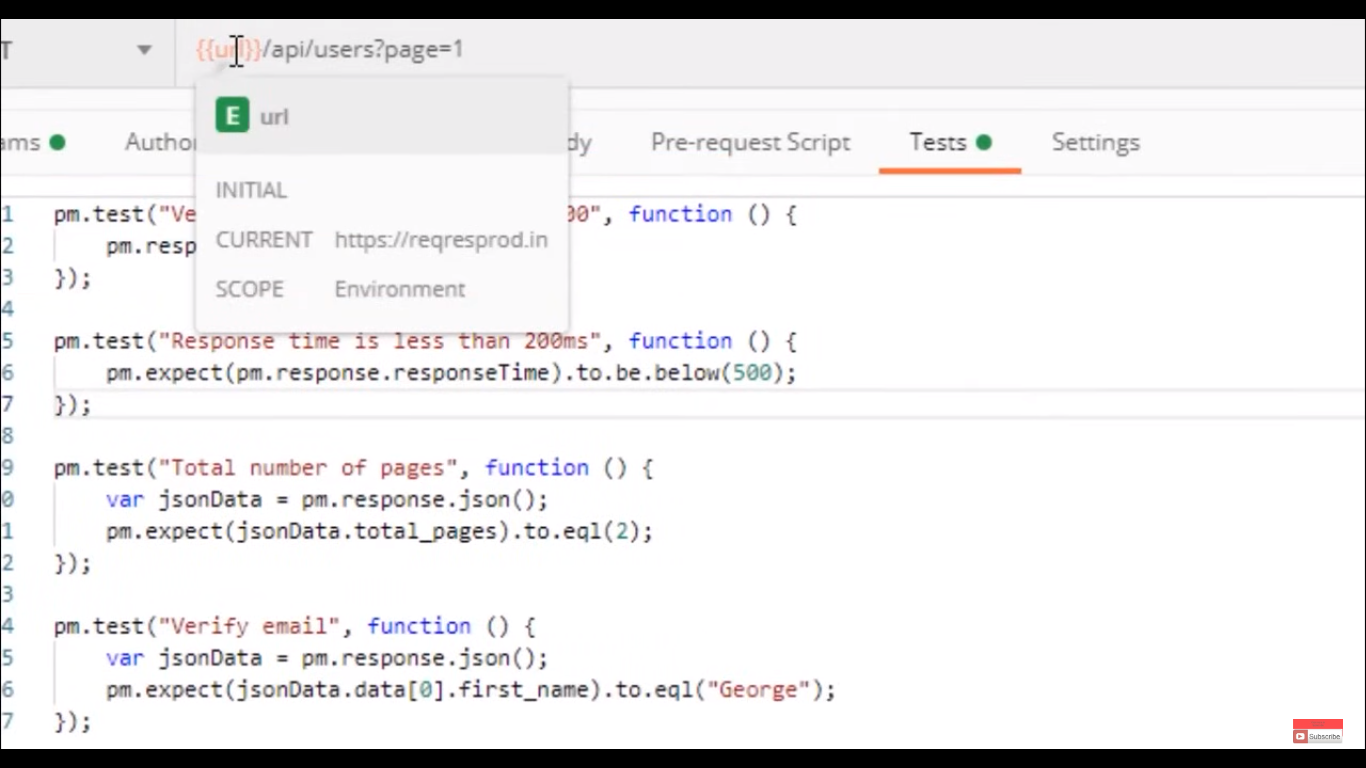 T {{url}}/api/users?page=1
E url
ams Author dy Pre-request Script Tests Settings
INITIAL
1 pm.test("Ve 00", function () {
2 pm.resp
CURRENT https://reqresprod.in
3 });
SCOPE Environment
4
5 pm.test("Response time is less than 200ms", function () {
6 pm.expect(pm.response.responseTime).to.be.below(500);
7 });
8
9 pm.test("Total number of pages", function () {
0 var jsonData = pm.response.json();
1 pm.expect(jsonData.total_pages).to.eql(2);
2 });
3
4 pm.test("Verify email", function () {
5 var jsonData = pm.response.json();
6 pm.expect(jsonData.data[0].first_name).to.eql("George");
7 });
Subscribe